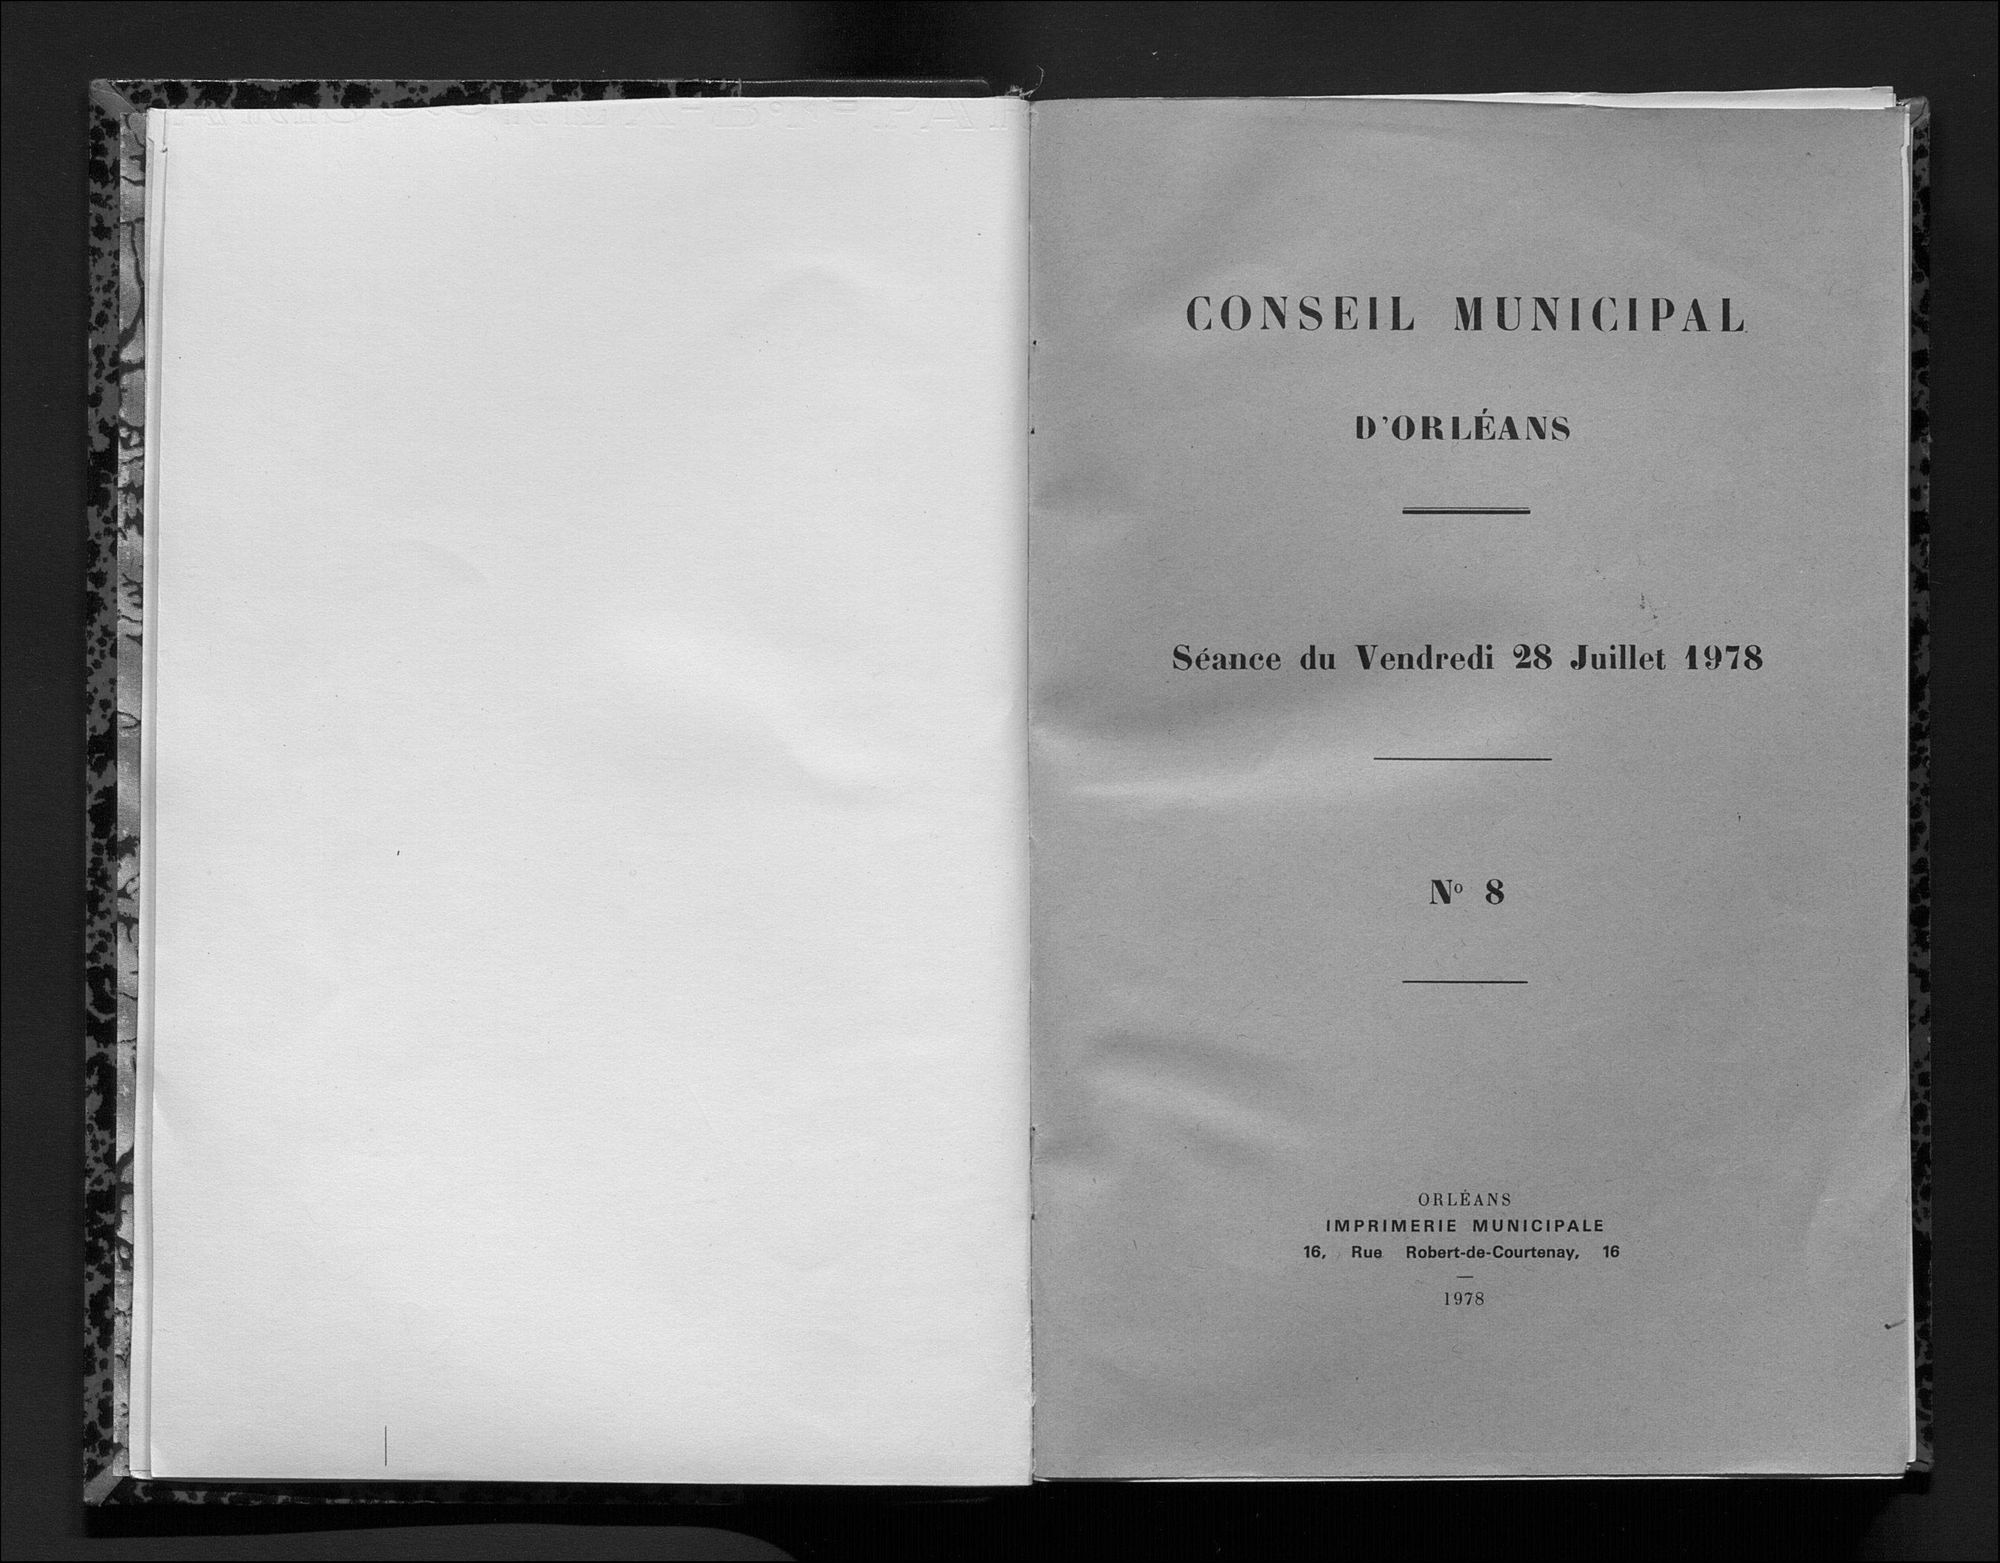 CONSEIL MUNICIPAL
D'ORLÉANS
Séance du Vendredi 28 Juillet 1978
Nº 8
ORLÉANS
IMPRIMERIE MUNICIPALE
16, Rue Robert-de-Courtenay, 16
1978